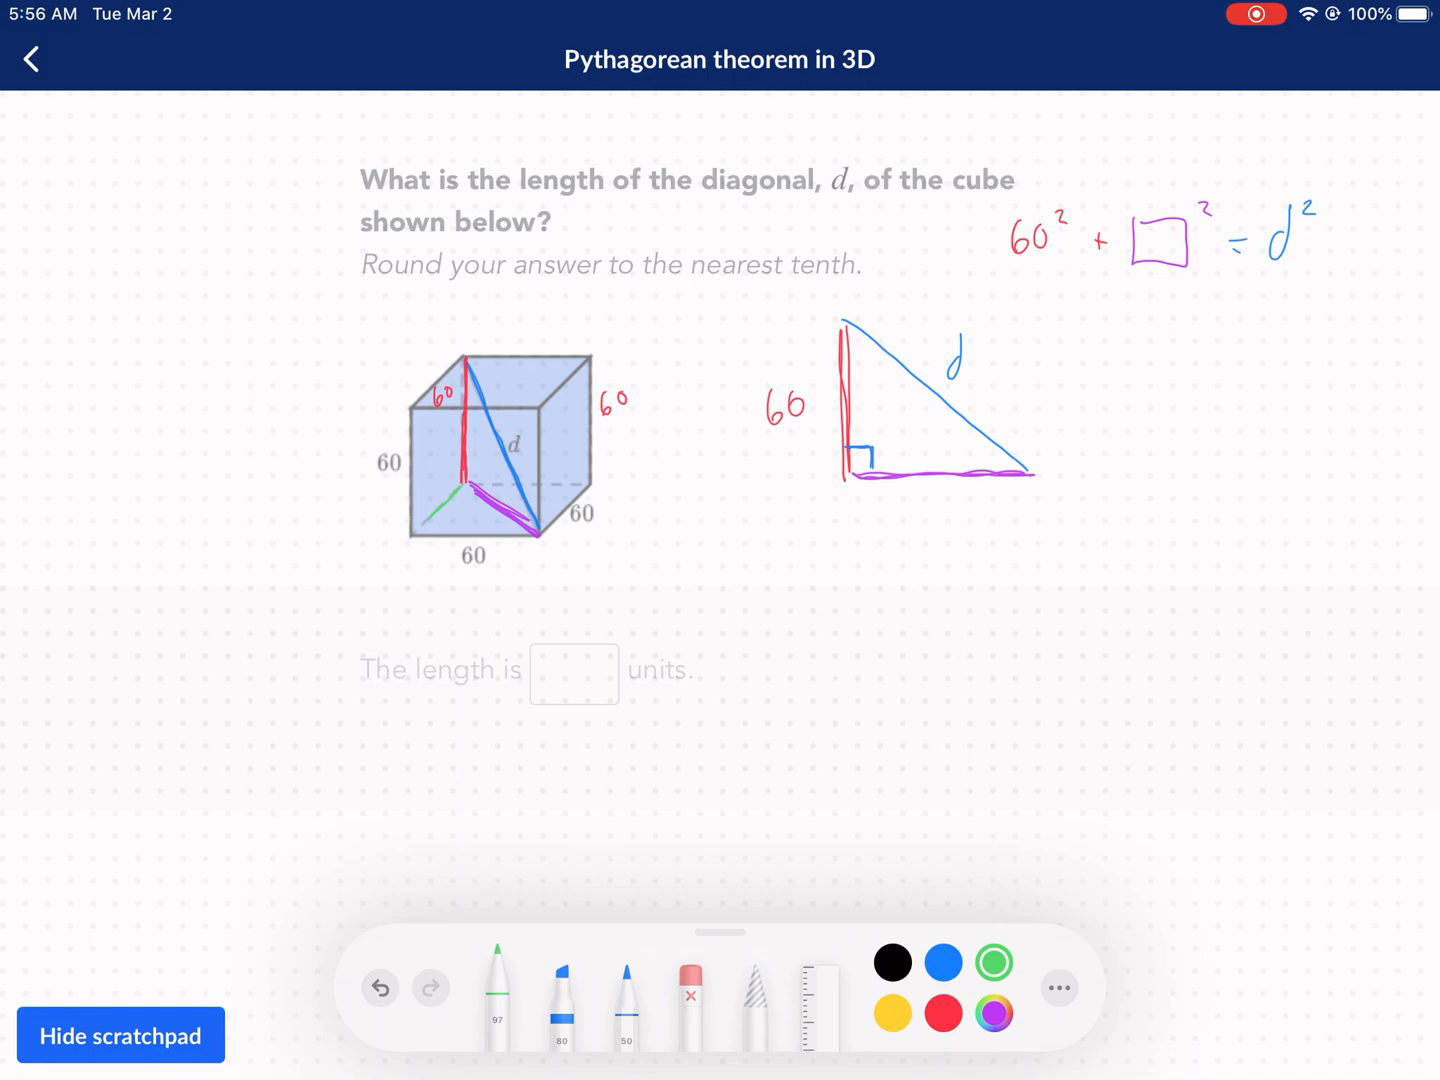 5:56 AM Tue Mar 2
100%
Pythagorean theorem in 3D
What is the length of the diagonal, d, of the cube
shown below?
Round your answer to the nearest tenth.
60² + □² = d²
60
60
60
d
60
60
60
d
The length is
units.
97
80
50
Hide scratchpad